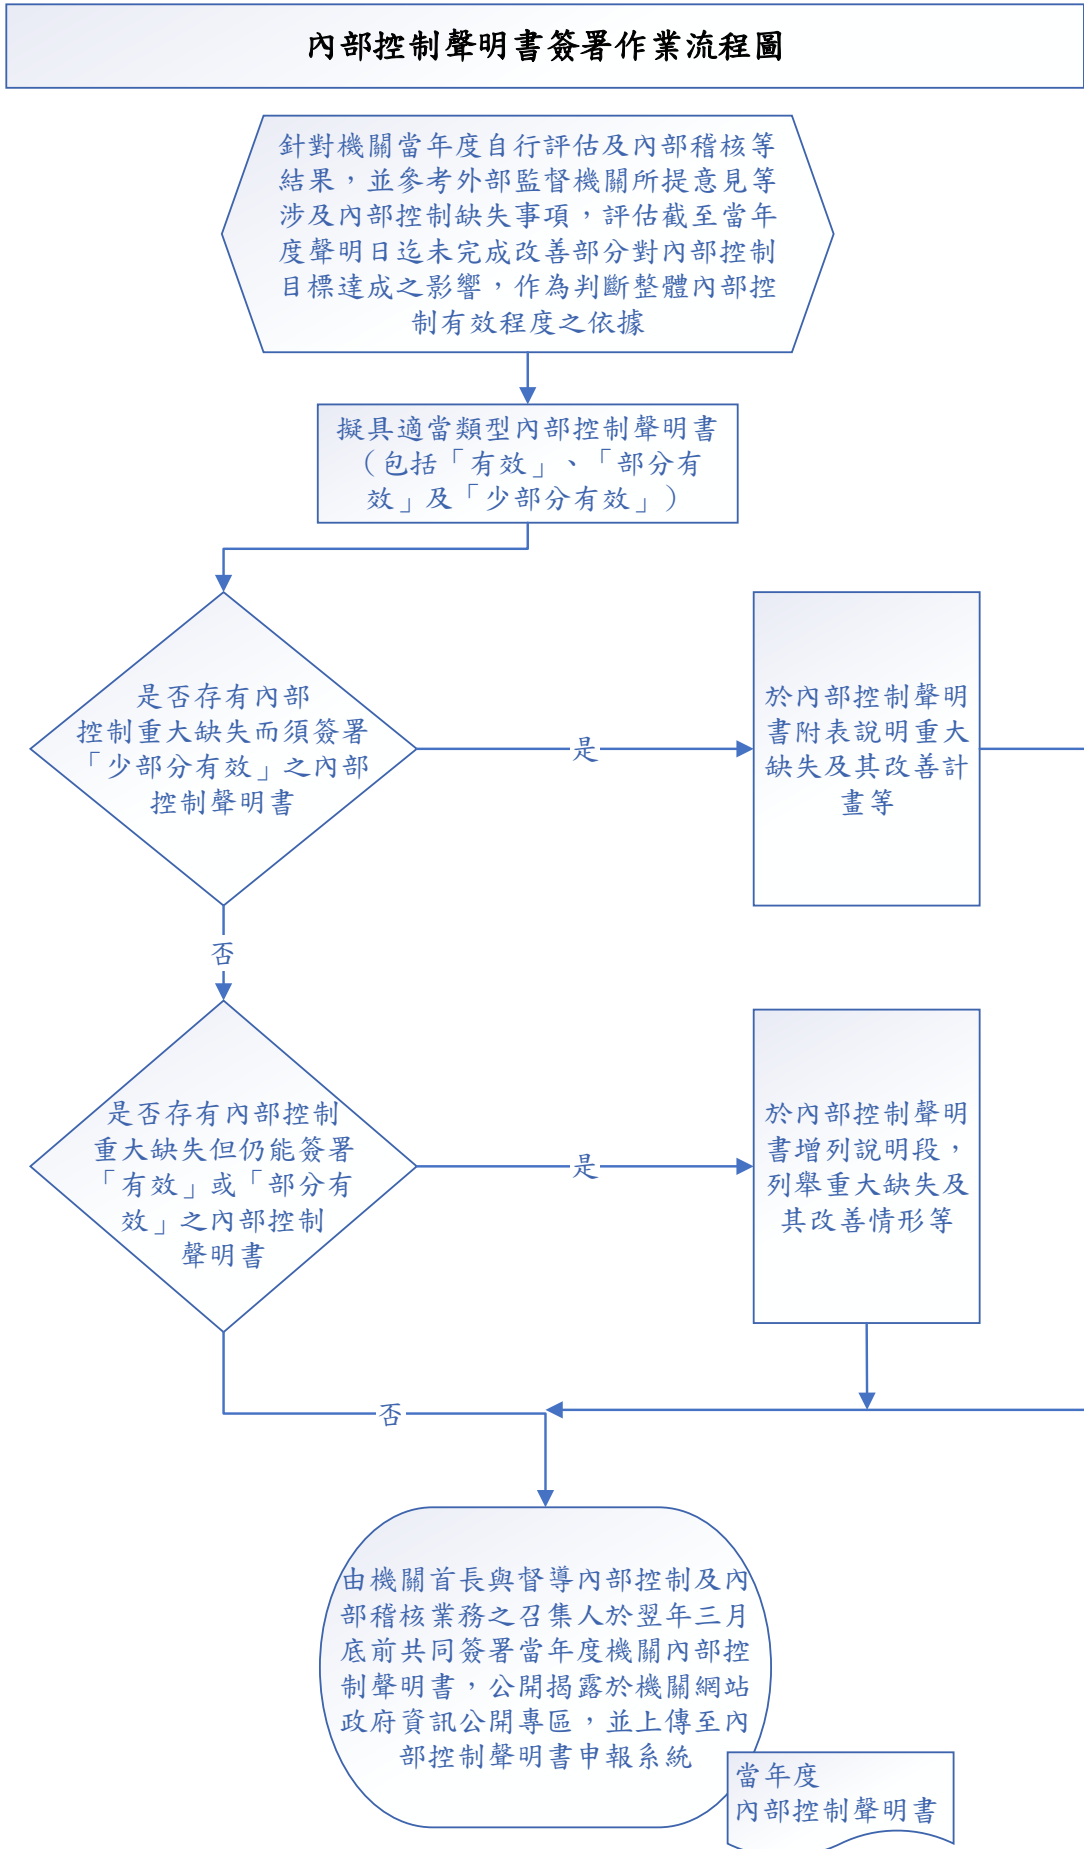 內部控制聲明書簽署作業流程圖
針對機關當年度自行評估及內部稽核等
結果，並參考外部監督機關所提意見等
涉及內部控制缺失事項，評估截至當年
度聲明日迄未完成改善部分對內部控制
目標達成之影響，作為判斷整體內部控
制有效程度之依據
擬具適當類型內部控制聲明書
（包括「有效」、「部分有
效」及「少部分有效」）
是否存有內部
控制重大缺失而須簽署
「少部分有效」之內部
控制聲明書
是
於內部控制聲明
書附表說明重大
缺失及其改善計
畫等
否
是否存有內部控制
重大缺失但仍能簽署
「有效」或「部分有
效」之內部控制
聲明書
是
於內部控制聲明
書增列說明段，
列舉重大缺失及
其改善情形等
否
由機關首長與督導內部控制及內
部稽核業務之召集人於翌年三月
底前共同簽署當年度機關內部控
制聲明書，公開揭露於機關網站
政府資訊公開專區，並上傳至內
部控制聲明書申報系統
當年度
內部控制聲明書